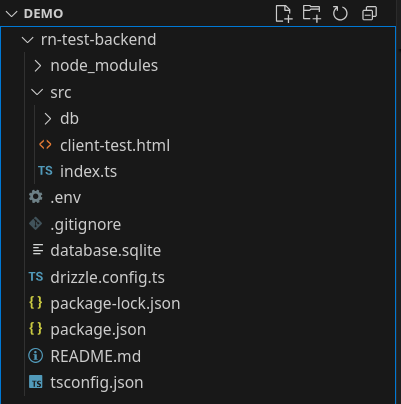 DEMO
rn-test-backend
node_modules
src
db
client-test.html
TS index.ts
.env
.gitignore
database.sqlite
TS drizzle.config.ts
{} package-lock.json
{} package.json
README.md
TS tsconfig.json